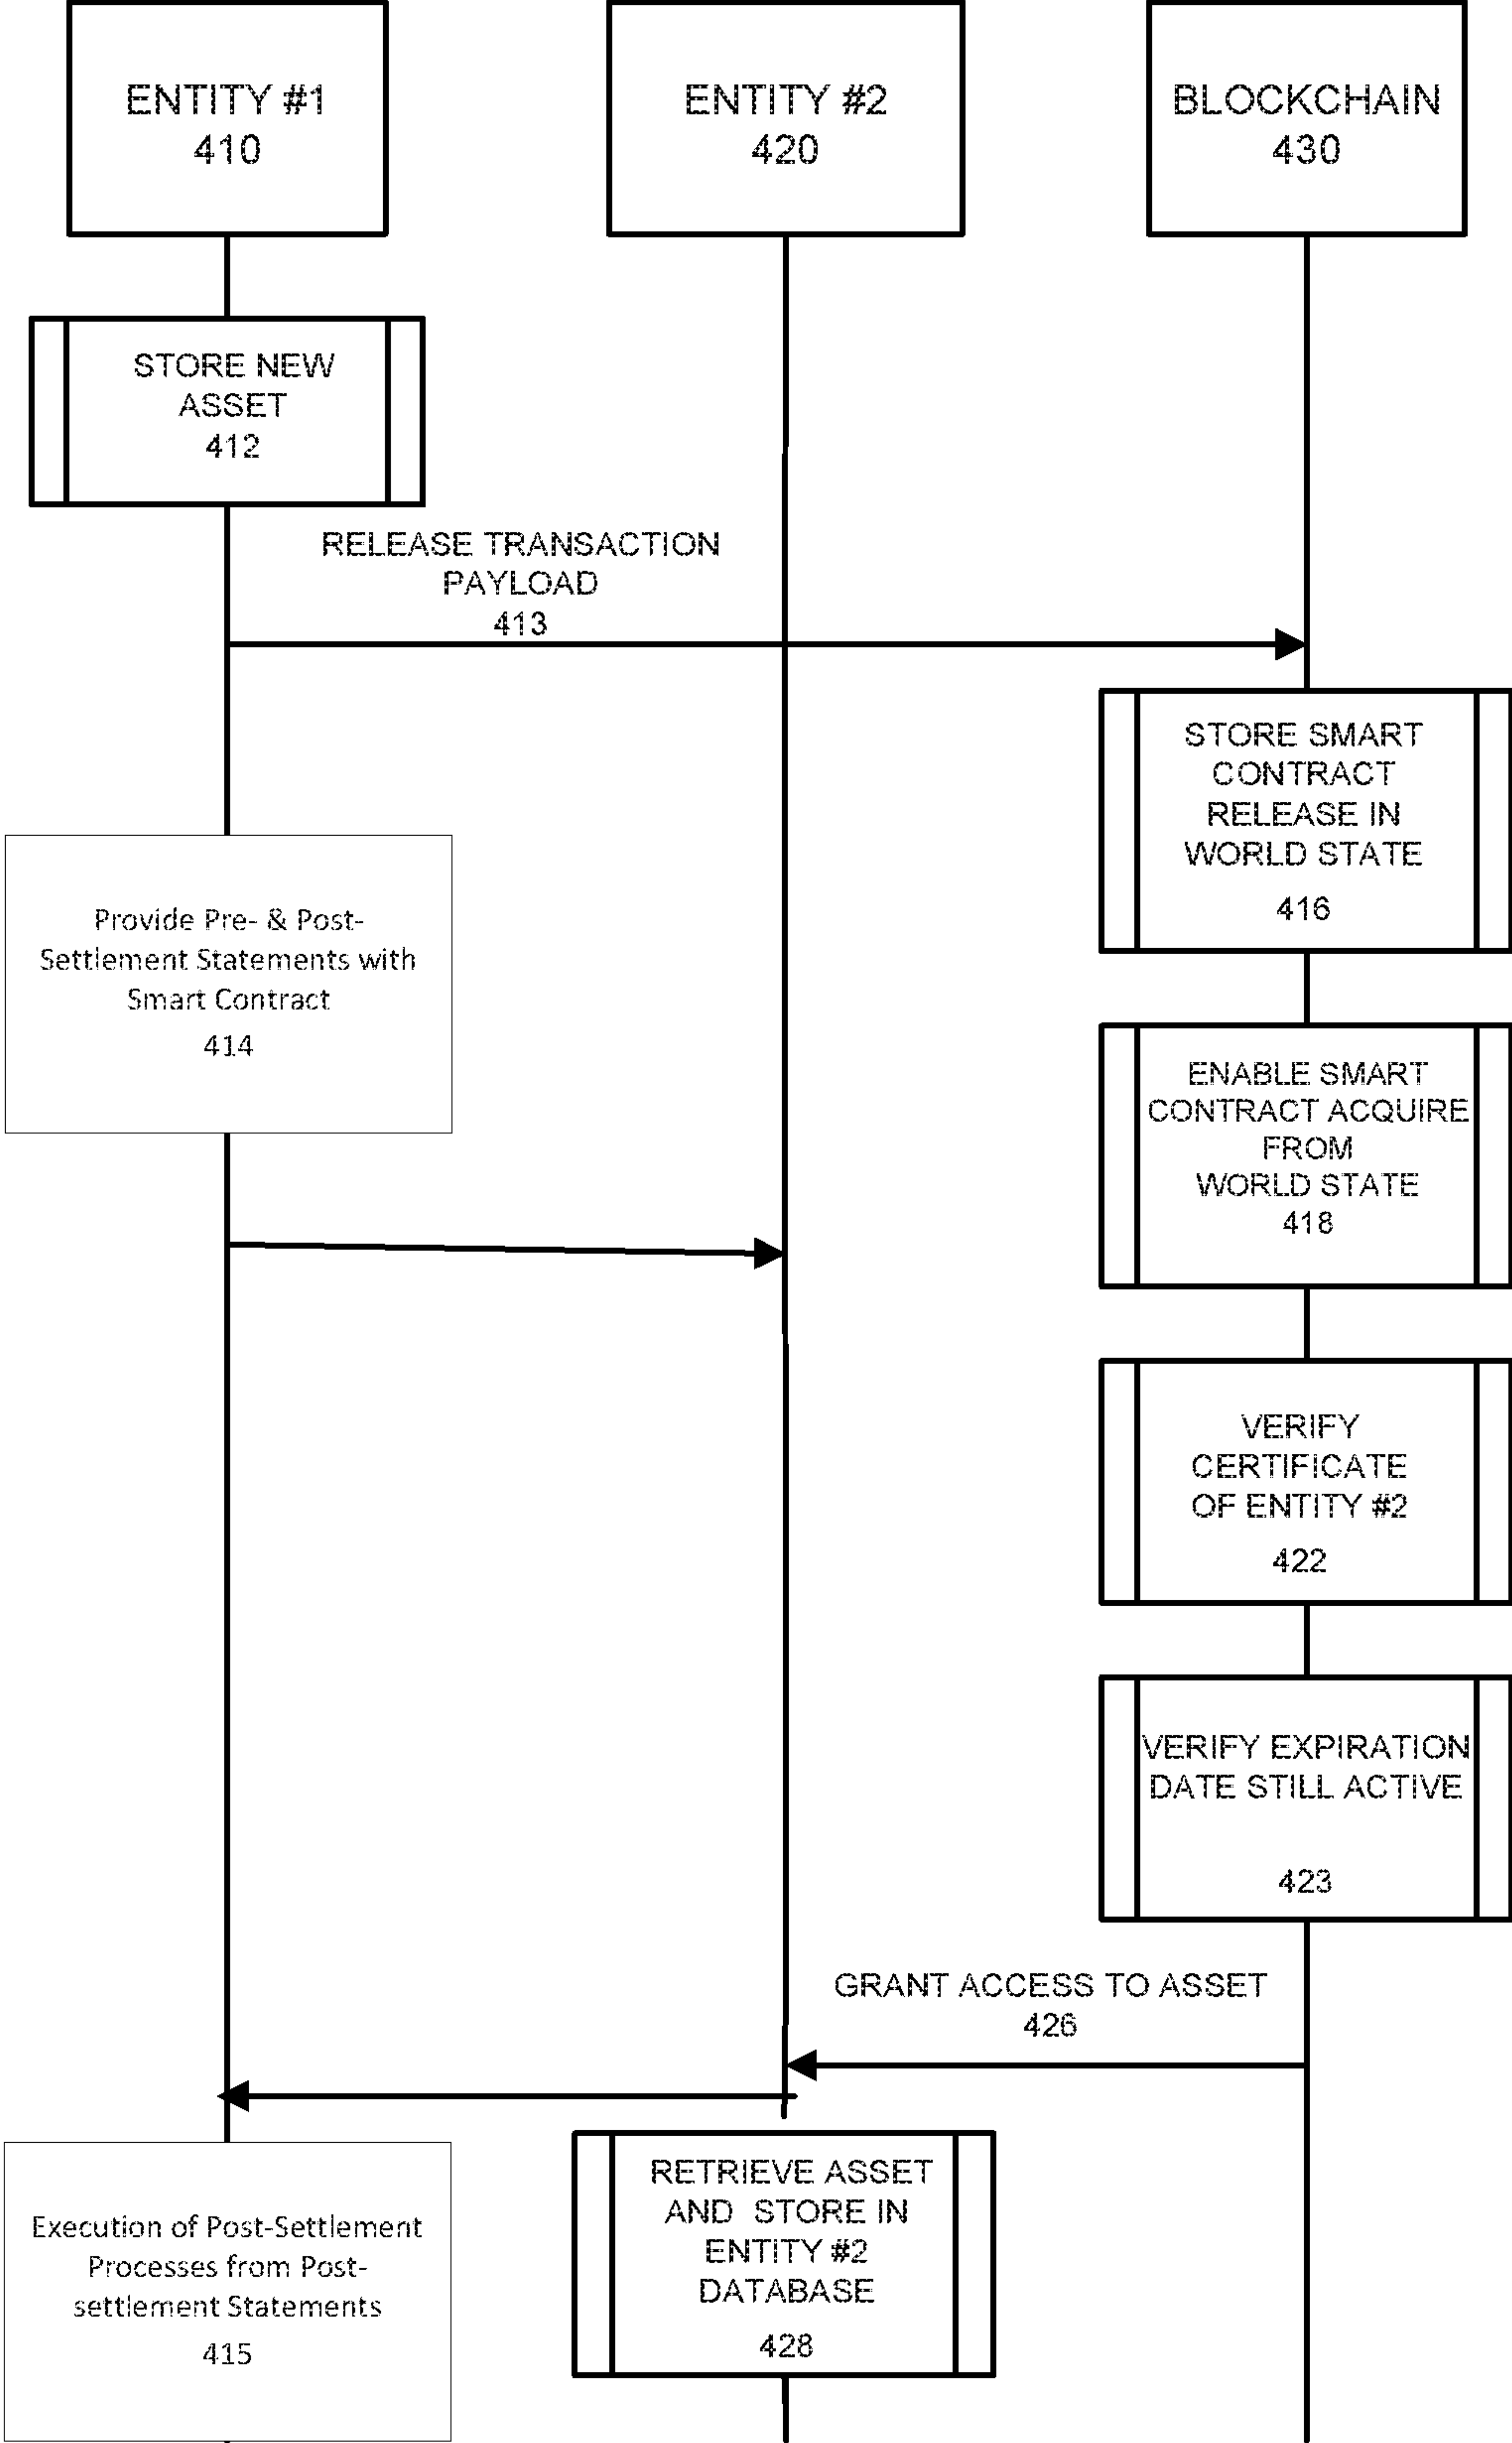 ENTITY #1
410
ENTITY #2
420
BLOCKCHAIN
430
STORE NEW
ASSET
412
RELEASE TRANSACTION
PAYLOAD
413
STORE SMART
CONTRACT
RELEASE IN
WORLD STATE
416
Provide Pre- & Post-
Settlement Statements with
Smart Contract
414
ENABLE SMART
CONTRACT ACQUIRE
FROM
WORLD STATE
418
VERIFY
CERTIFICATE
OF ENTITY #2
422
VERIFY EXPIRATION
DATE STILL ACTIVE
423
GRANT ACCESS TO ASSET
426
RETRIEVE ASSET
AND STORE IN
ENTITY #2
DATABASE
428
Execution of Post-Settlement
Processes from Post-
settlement Statements
415